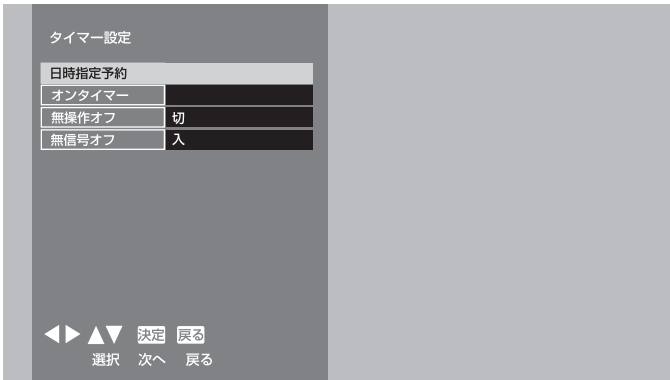 タイマー設定
日時指定予約
オンタイマー
無操作オフ 切
無信号オフ 入
◀▶ ▲▼ 決定 戻る
選択 次へ 戻る